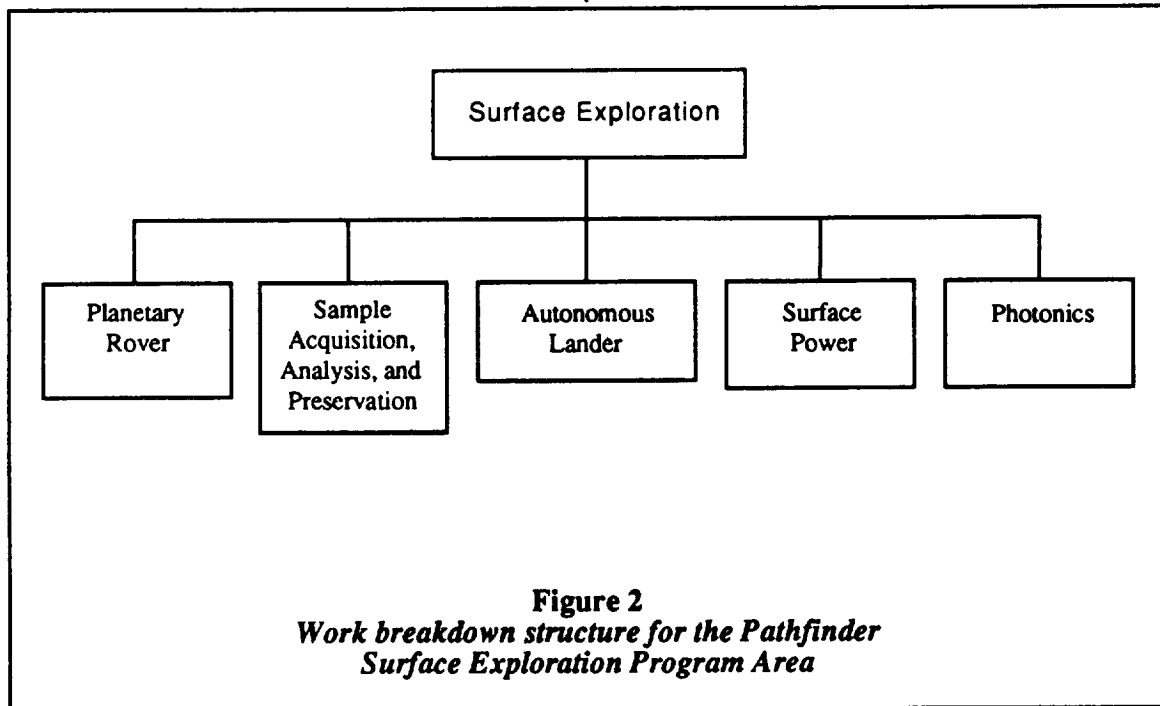 Surface Exploration
Planetary
Rover
Sample
Acquisition,
Analysis, and
Preservation
Autonomous
Lander
Surface
Power
Photonics
Figure 2
Work breakdown structure for the Pathfinder
Surface Exploration Program Area